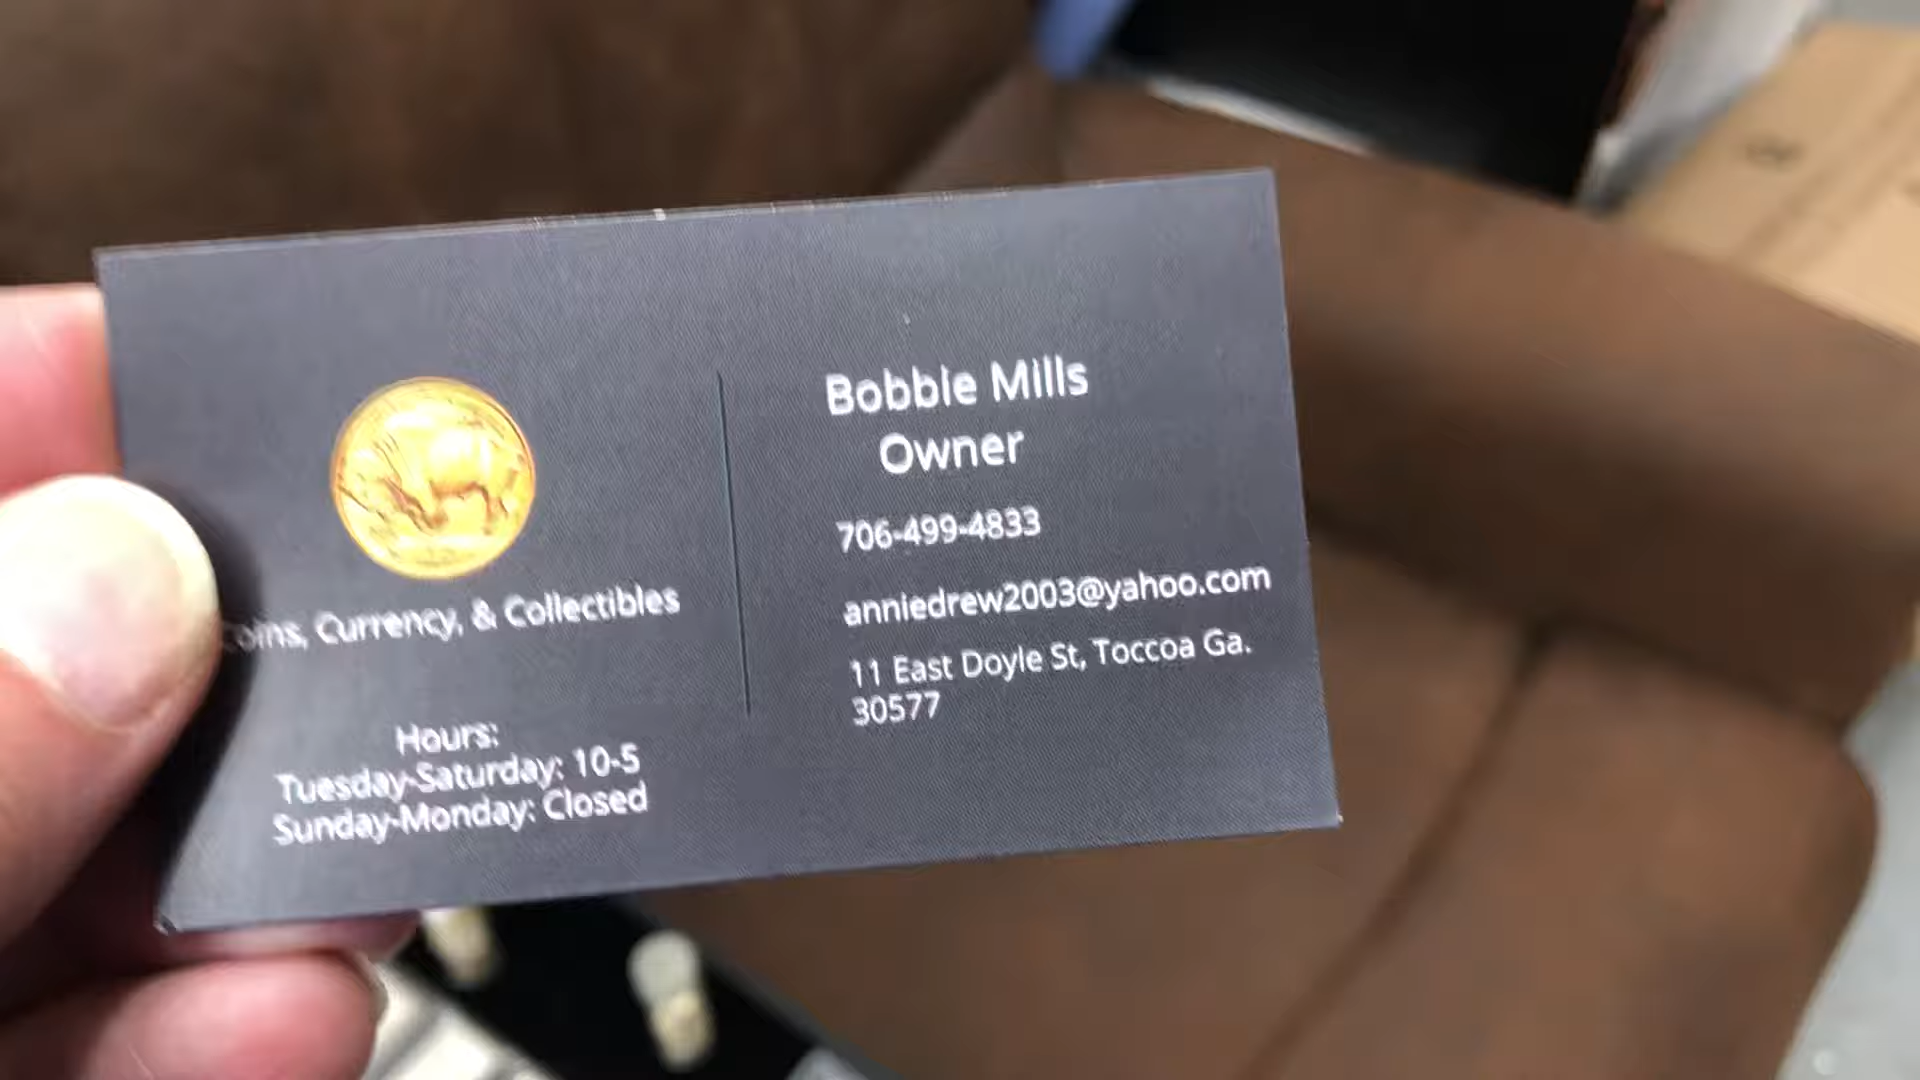 Coins, Currency, & Collectibles
Hours:
Tuesday-Saturday: 10-5
Sunday-Monday: Closed
Bobbie Mills
Owner
706-499-4833
anniedrew2003@yahoo.com
11 East Doyle St, Toccoa Ga.
30577